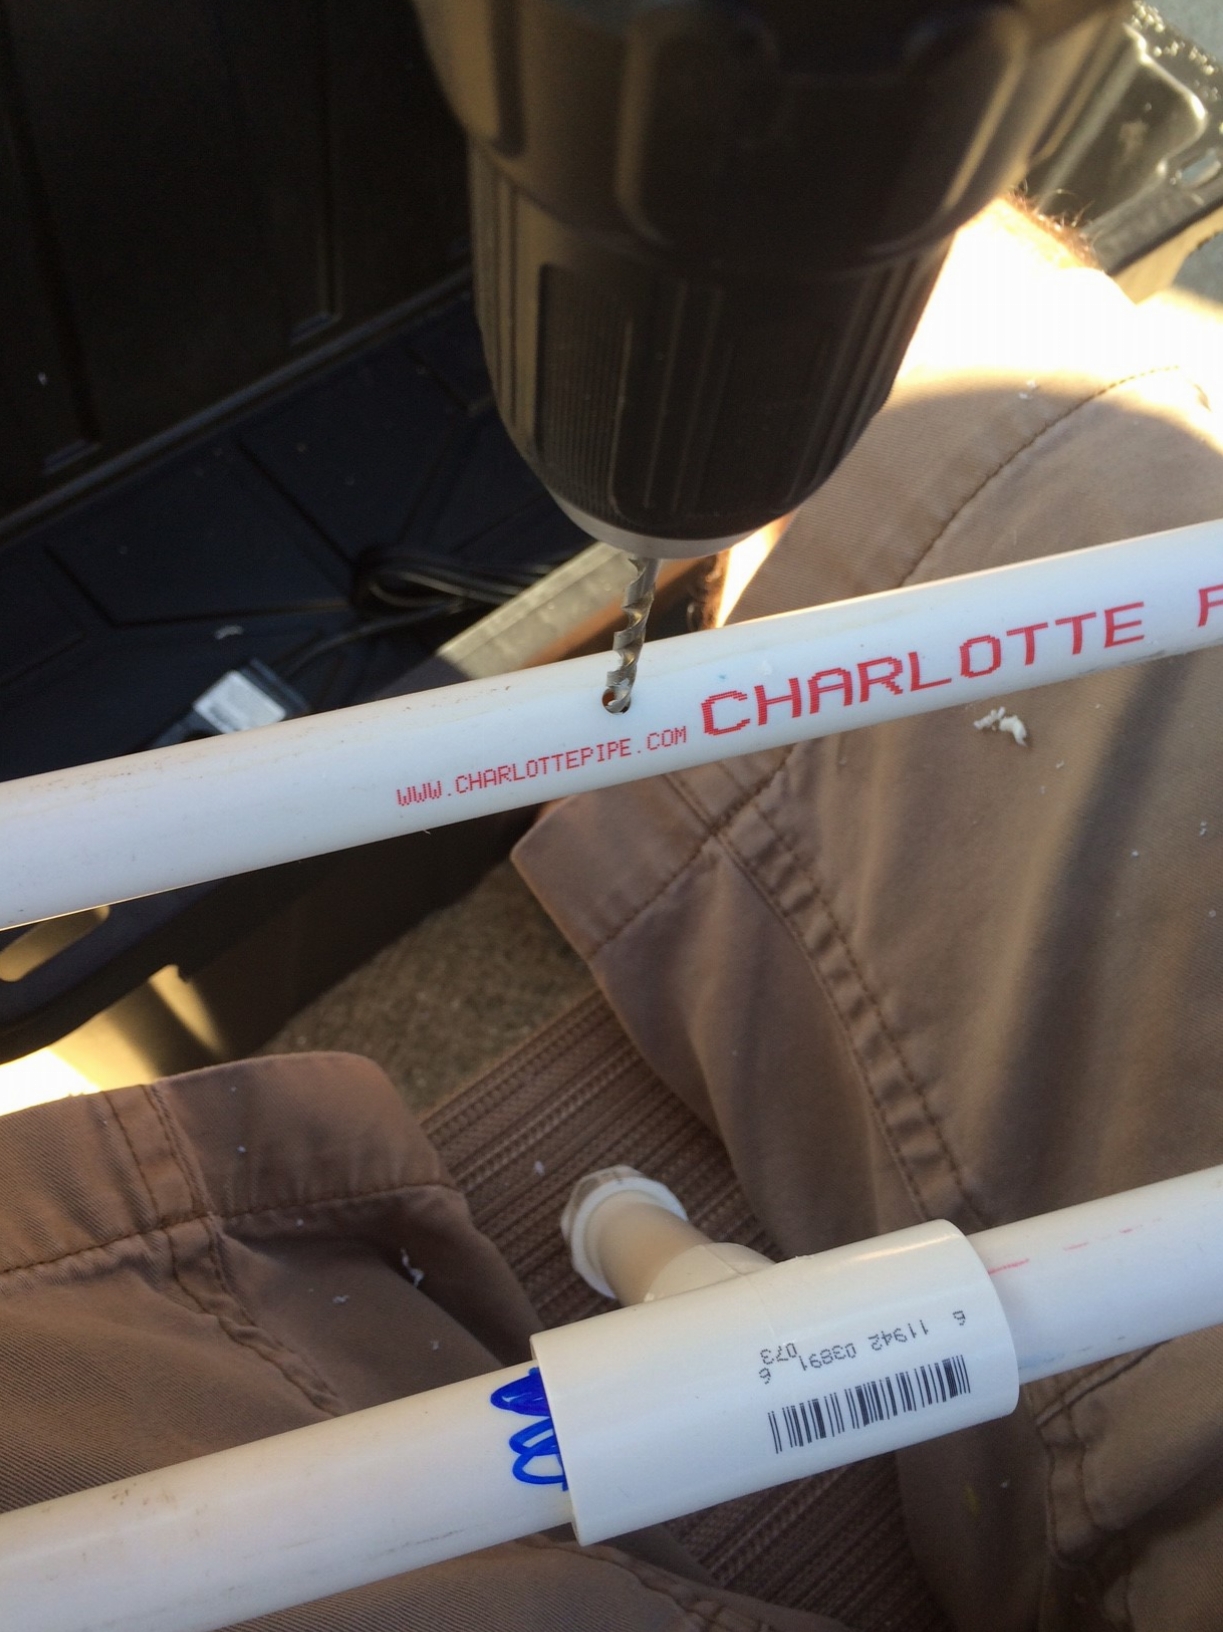 CHARLOTTE P
WWW.CHARLOTTEPIPE.COM
6 11942 03891 6
073